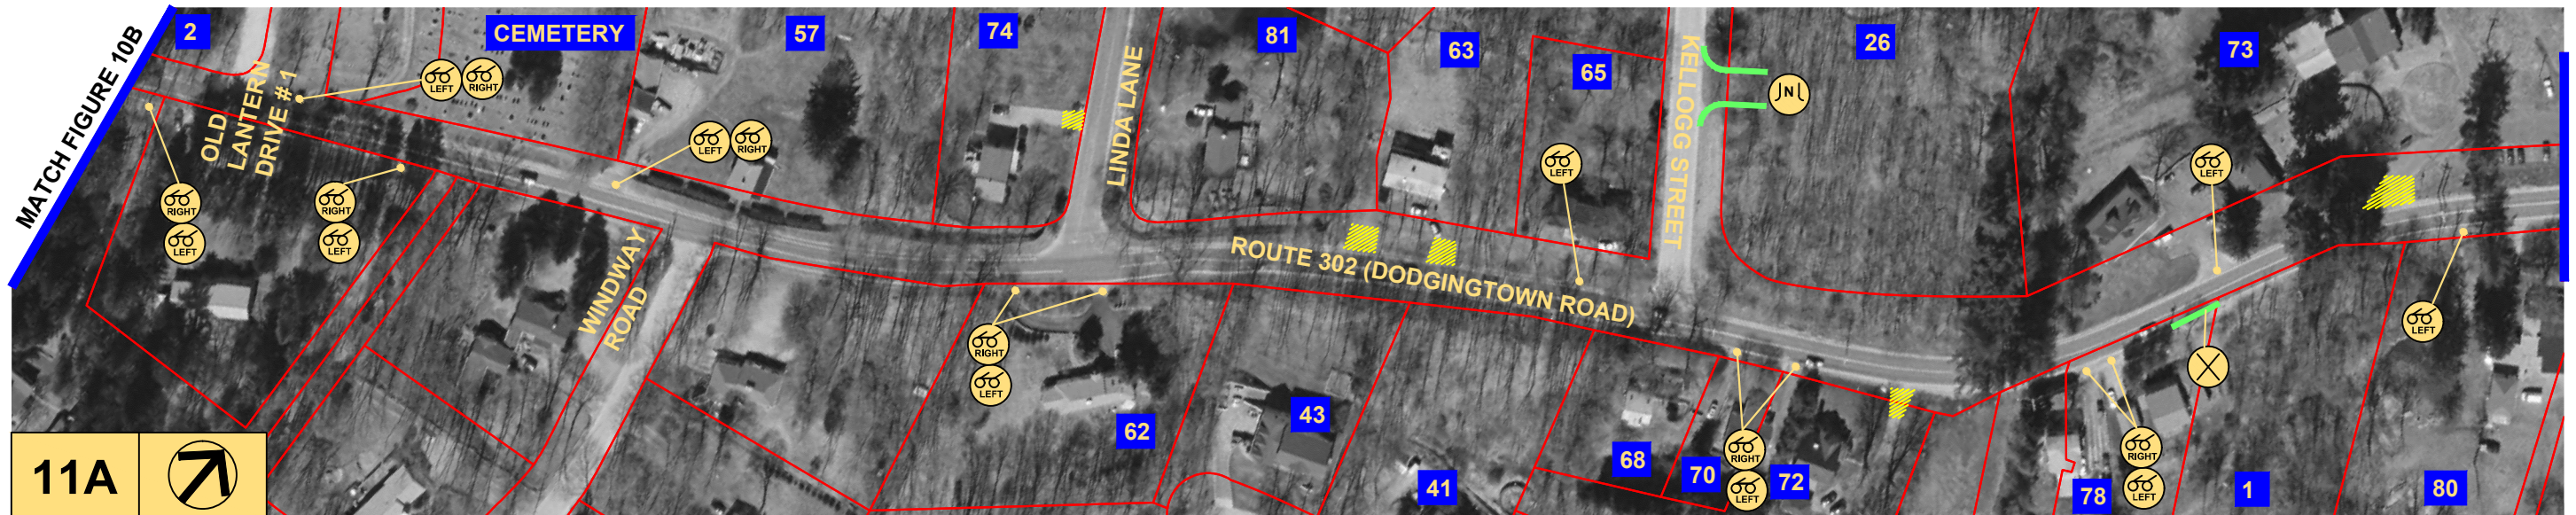 MATCH FIGURE 10B
2
CEMETERY
57
74
81
63
65
26
73
OLD
LANTERN
DRIVE # 1
LINDA LANE
KELLOGG STREET
JNL
LEFT
RIGHT
LEFT
RIGHT
LEFT
LEFT
RIGHT
LEFT
RIGHT
LEFT
WINDWAY
ROAD
ROUTE 302 (DODGINGTOWN ROAD)
RIGHT
LEFT
LEFT
62
43
41
68
70
RIGHT
LEFT
72
78
RIGHT
LEFT
1
80
11A